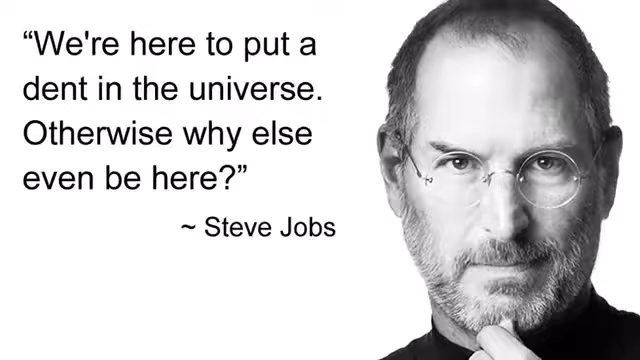 “We're here to put a
dent in the universe.
Otherwise why else
even be here?”
~ Steve Jobs